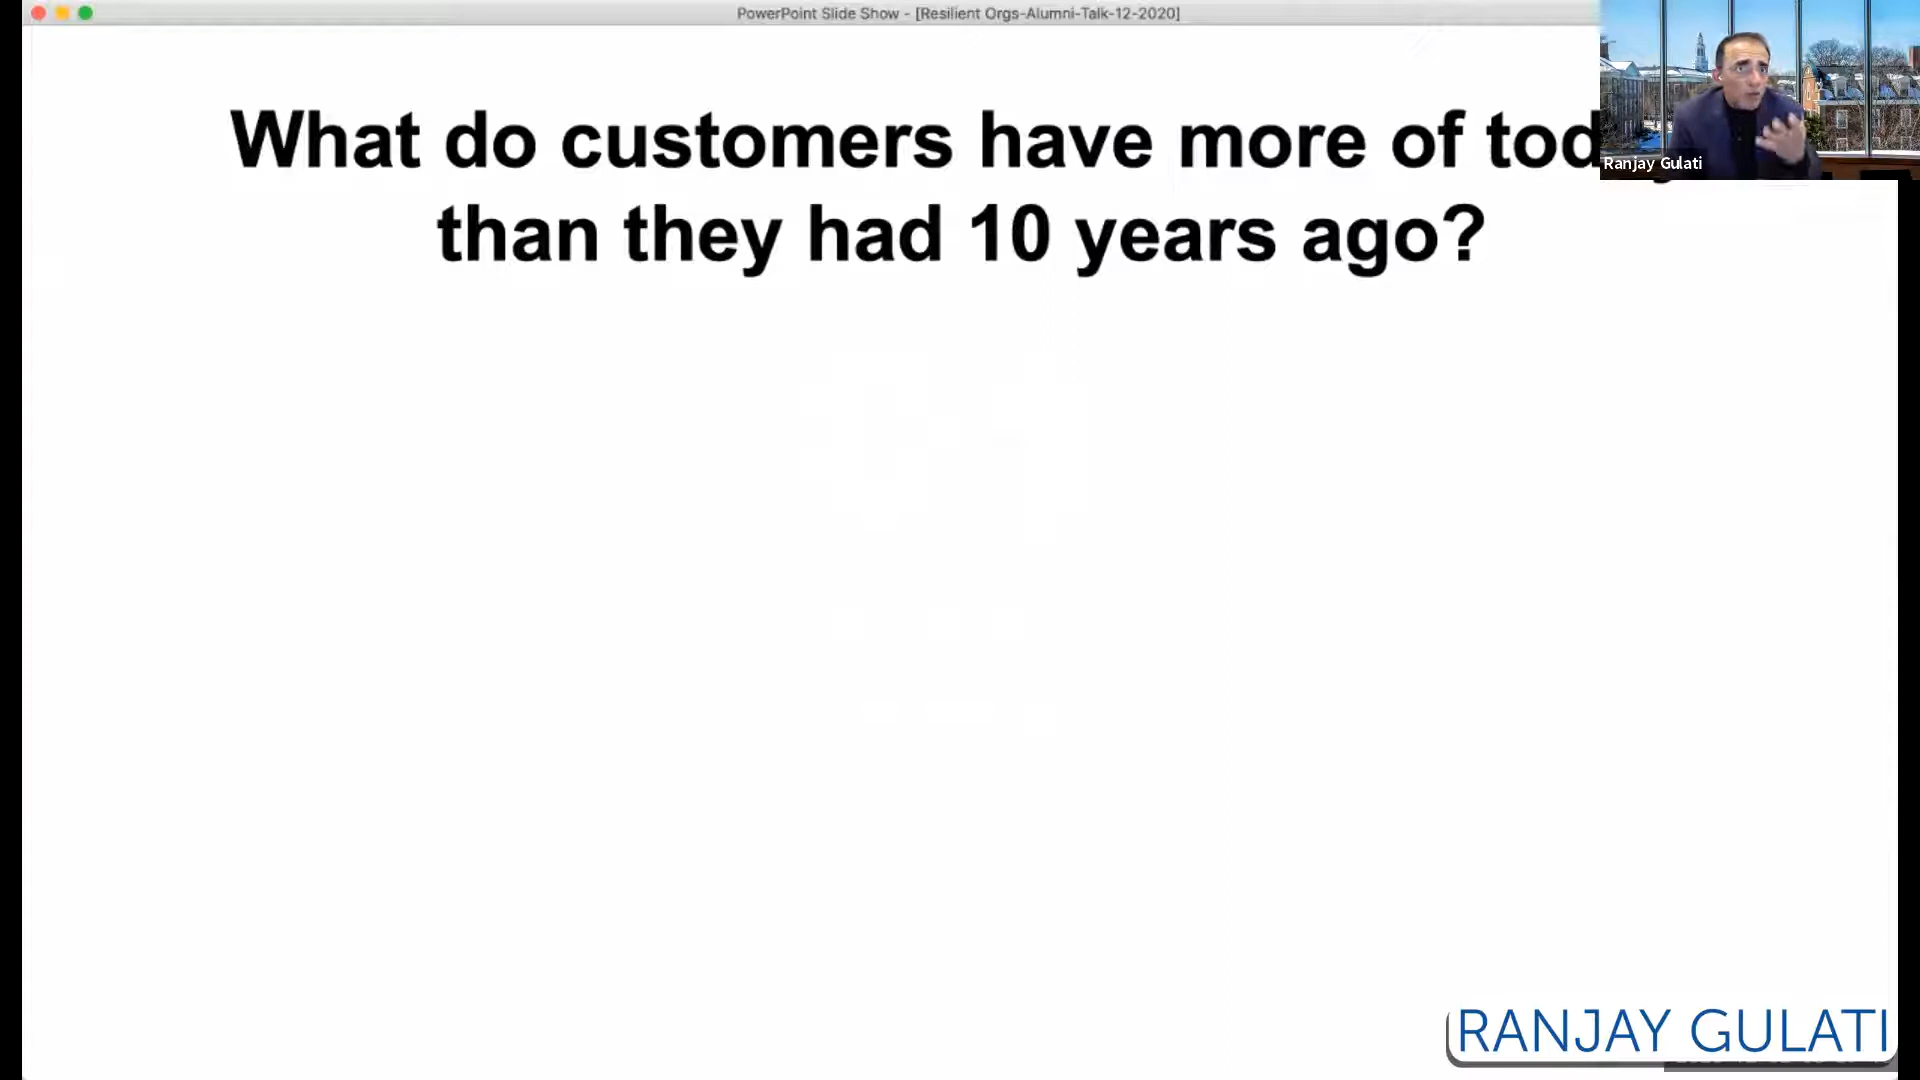 PowerPoint Slide Show - [Resilient Orgs-Alumni-Talk-12-2020]
What do customers have more of tod
than they had 10 years ago?
Ranjay Gulati
RANJAY GULATI